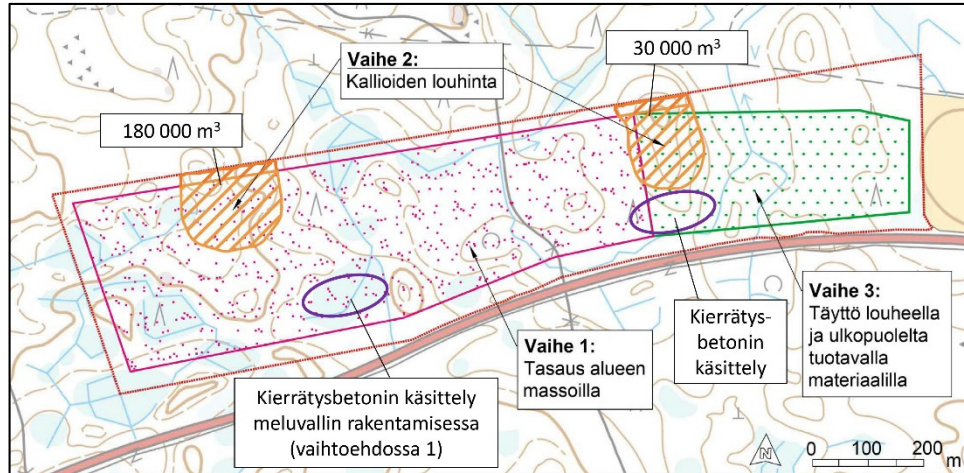 Vaihe 2:
Kallioiden louhinta
30 000 m³
180 000 m³
Kierrätys-
betonin
käsittely
Vaihe 3:
Täyttö louheella
ja ulkopuolelta
tuotavalla
materiaalilla
Vaihe 1:
Tasaus alueen
massoilla
Kierrätysbetonin käsittely
meluvallin rakentamisessa
(vaihtoehdossa 1)
N
0 100 200
m